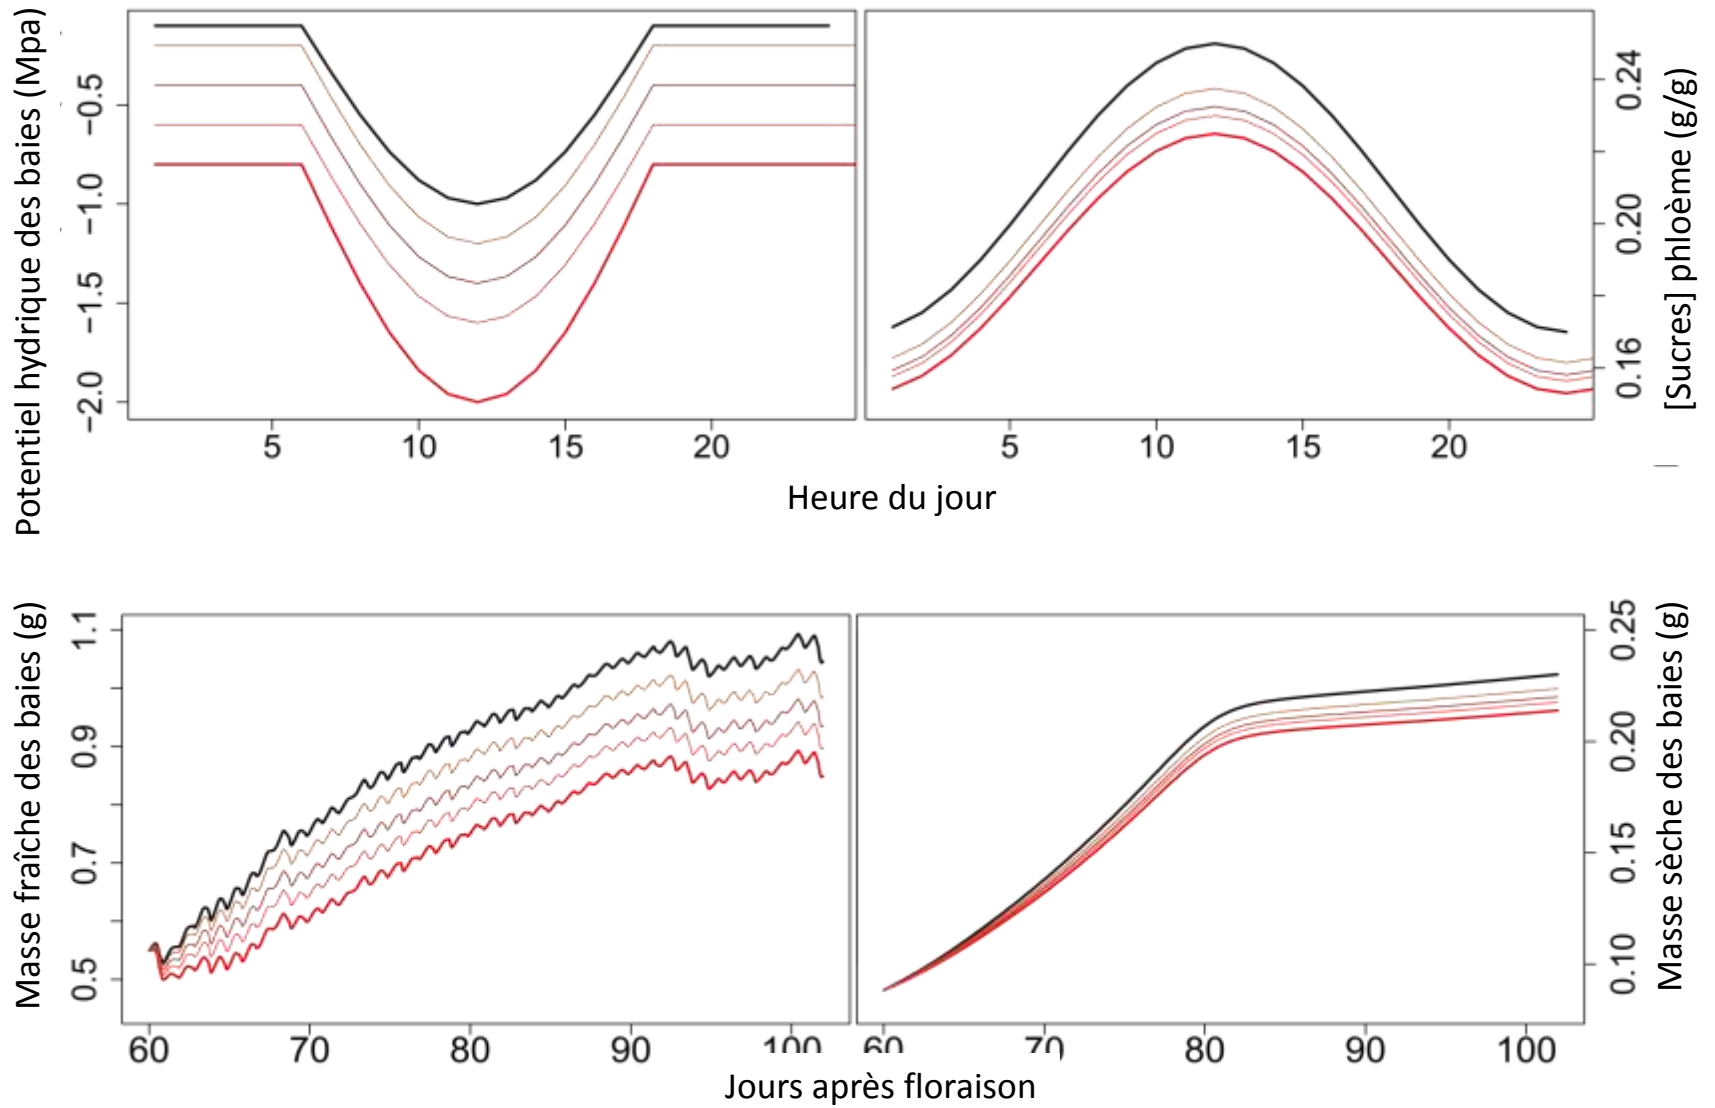 Potentiel hydrique des baies (Mpa)
−0.5
−1.0
−1.5
−2.0
5 10 15 20
0.24
0.20
0.16
[Sucres] phloème (g/g)
5 10 15 20
Heure du jour
Masse fraîche des baies (g)
1.1
0.9
0.7
0.5
60 70 80 90 100
0.25
0.20
0.15
0.10
Masse sèche des baies (g)
60 70 80 90 100
Jours après floraison